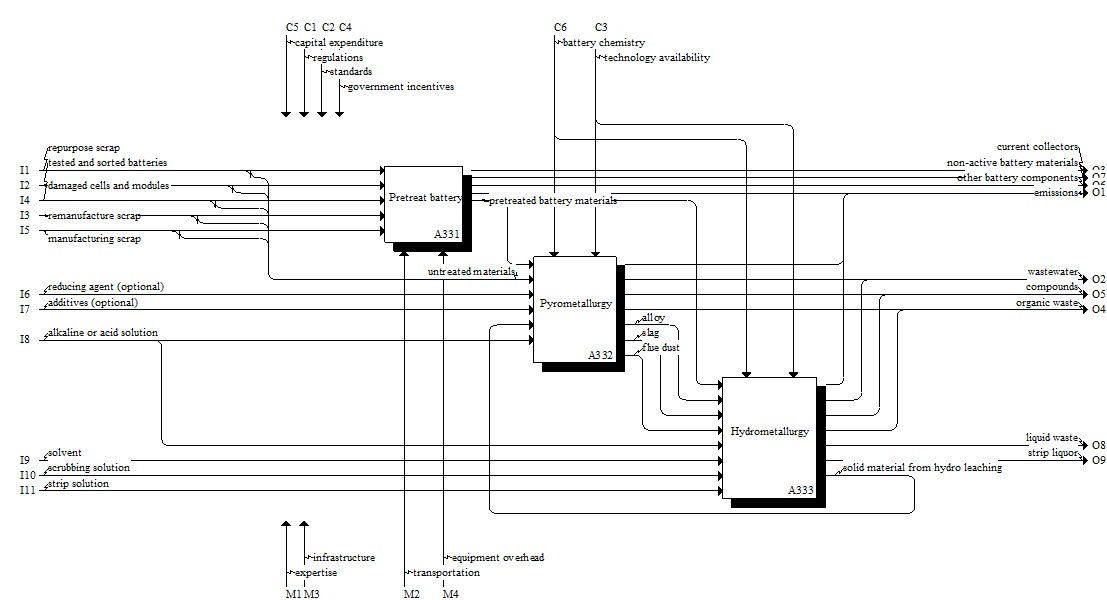 C5 C1 C2 C4
C6 C3
capital expenditure
battery chemistry
regulations
technology availability
standards
government incentives
repurpose scrap
current collectors
tested and sorted batteries
non-active battery materials
I1
O3
other battery components
O7
I2
damaged cells and modules
O6
Pretreat battery
emissions
O1
I4
pretreated battery materials
I3
remanufacture scrap
I5
manufacturing scrap
A331
untreated materials
wastewater
O2
reducing agent (optional)
compounds
I6
O5
additives (optional)
Pyrometallurgy
organic waste
I7
O4
alloy
alkaline or acid solution
slag
I8
flue dust
A332
Hydrometallurgy
liquid waste
O8
solvent
strip liquor
I9
O9
scrubbing solution
solid material from hydro leaching
I10
strip solution
I11
A333
infrastructure
equipment overhead
expertise
transportation
M1 M3
M2
M4